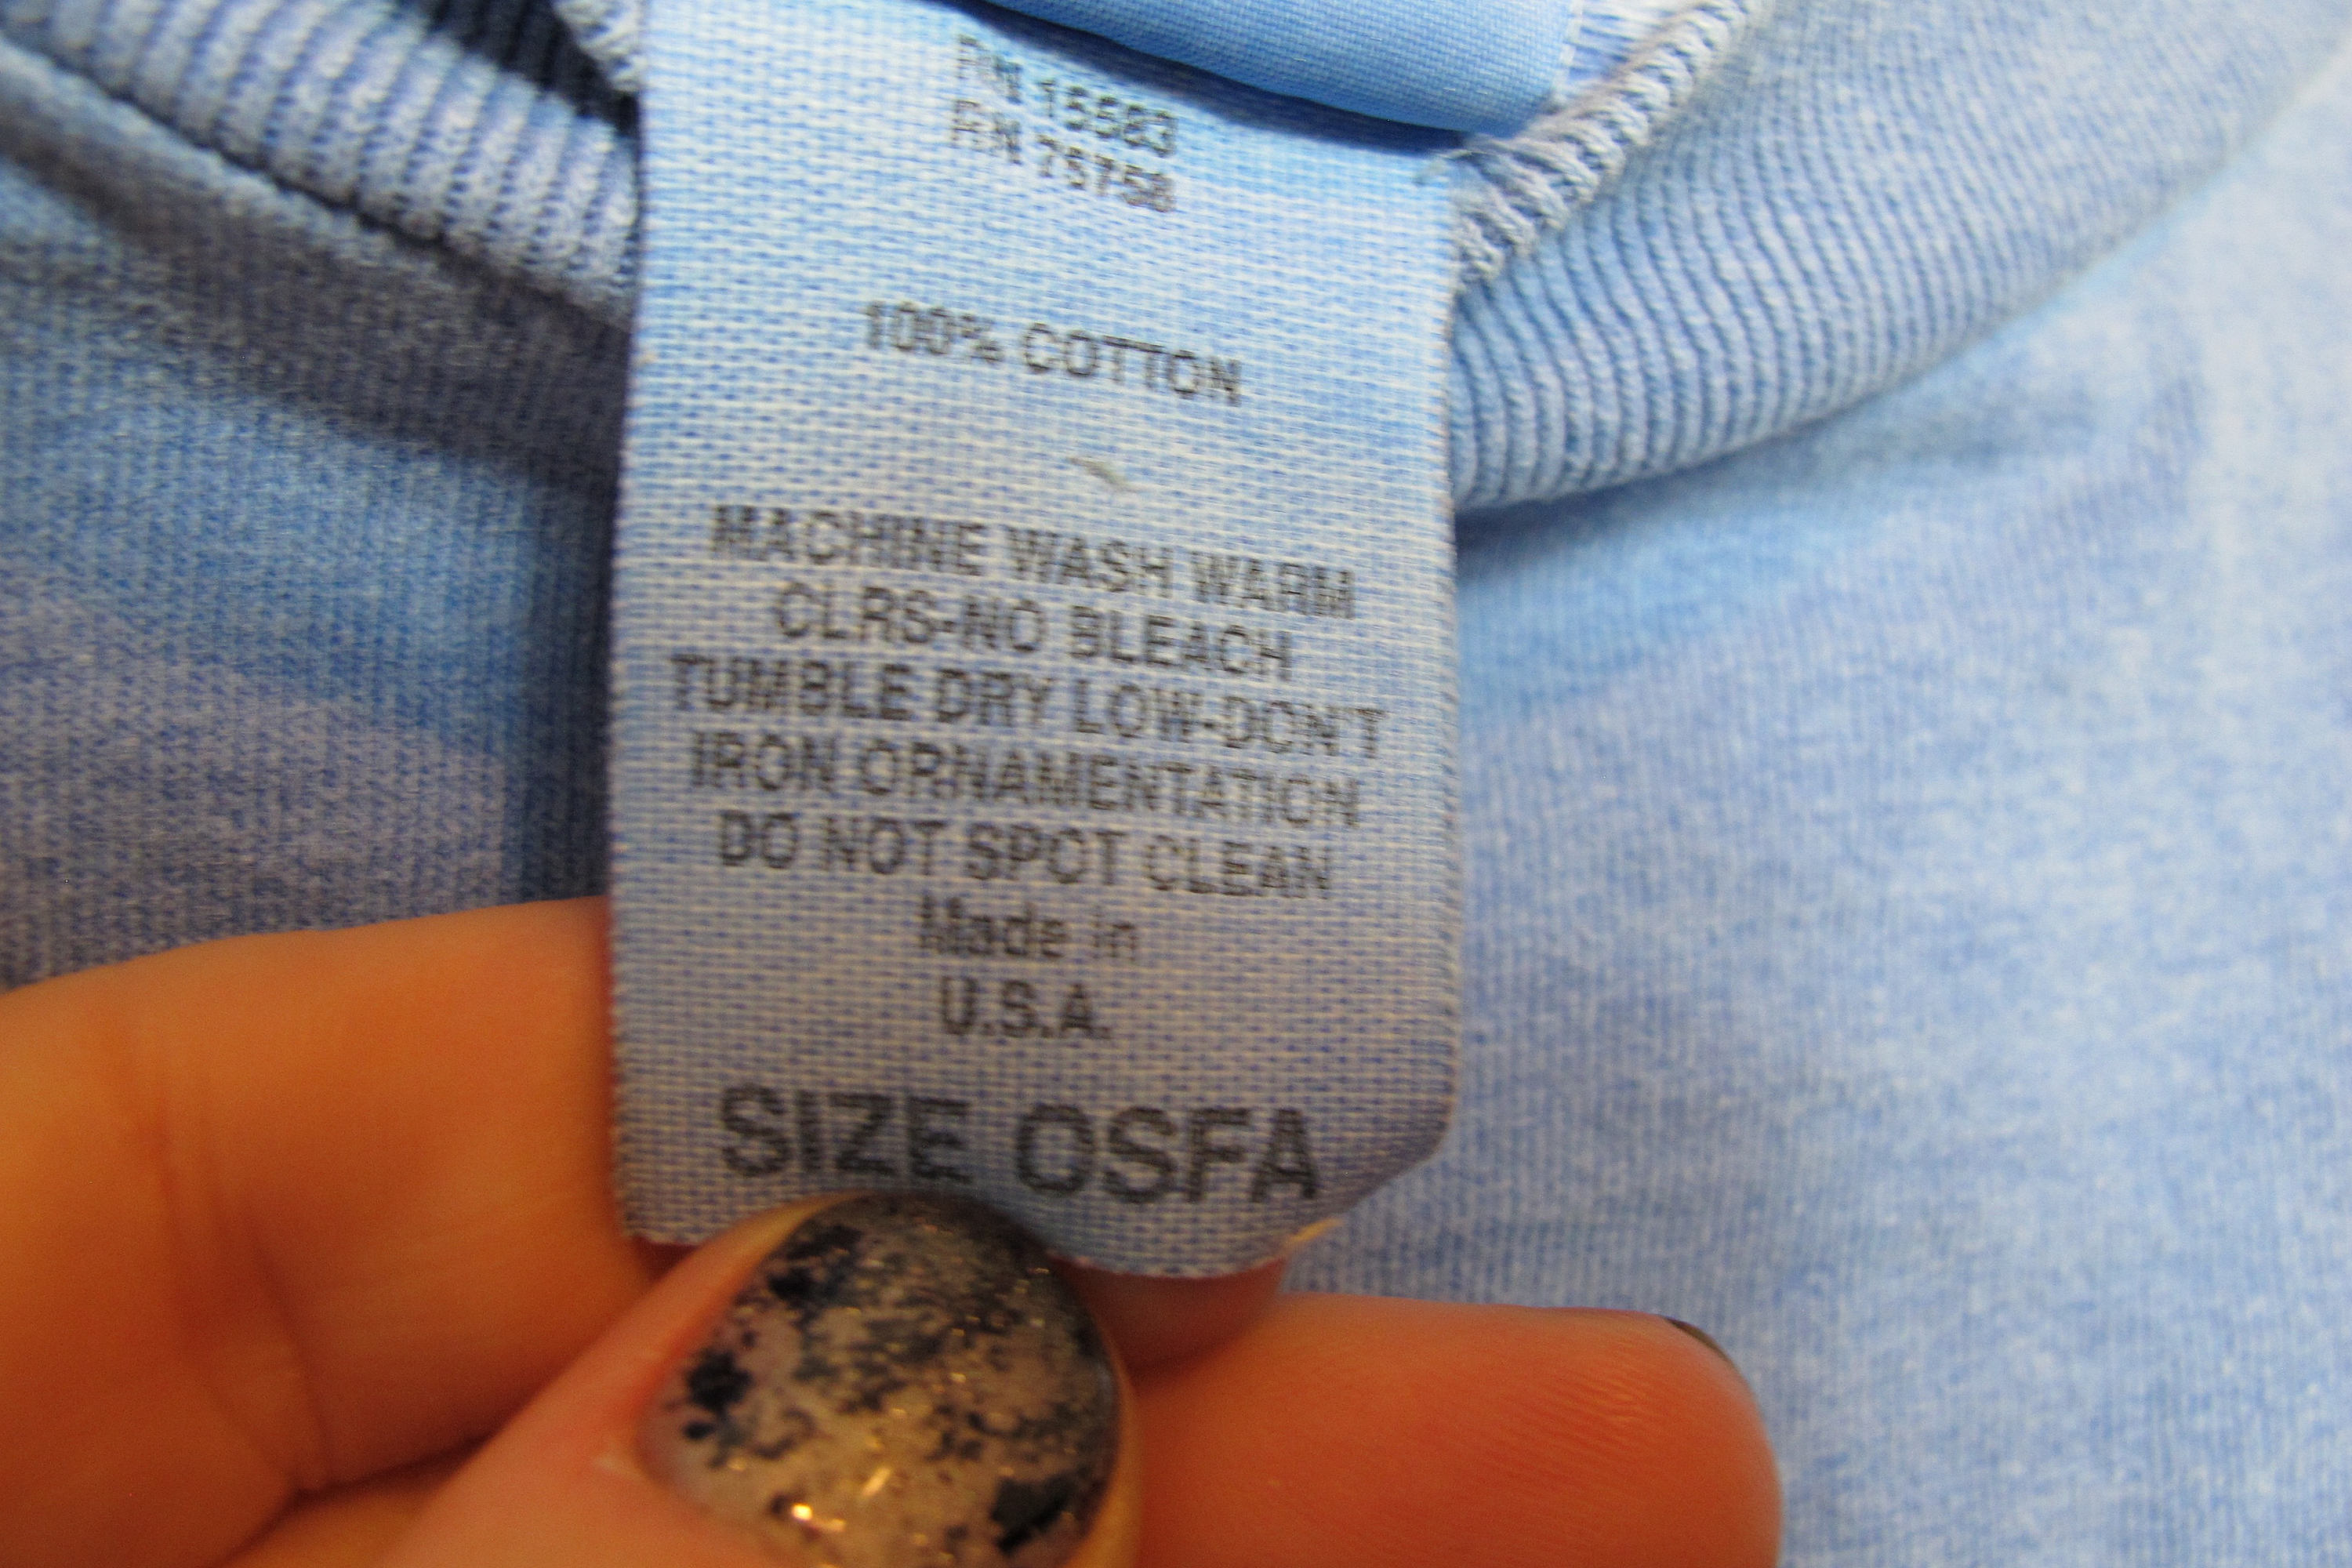 RN 15583
RN 75758
100% COTTON
MACHINE WASH WARM
CLRS-NO BLEACH
TUMBLE DRY LOW-DON'T
IRON ORNAMENTATION
DO NOT SPOT CLEAN
Made in
U.S.A.
SIZE OSFA